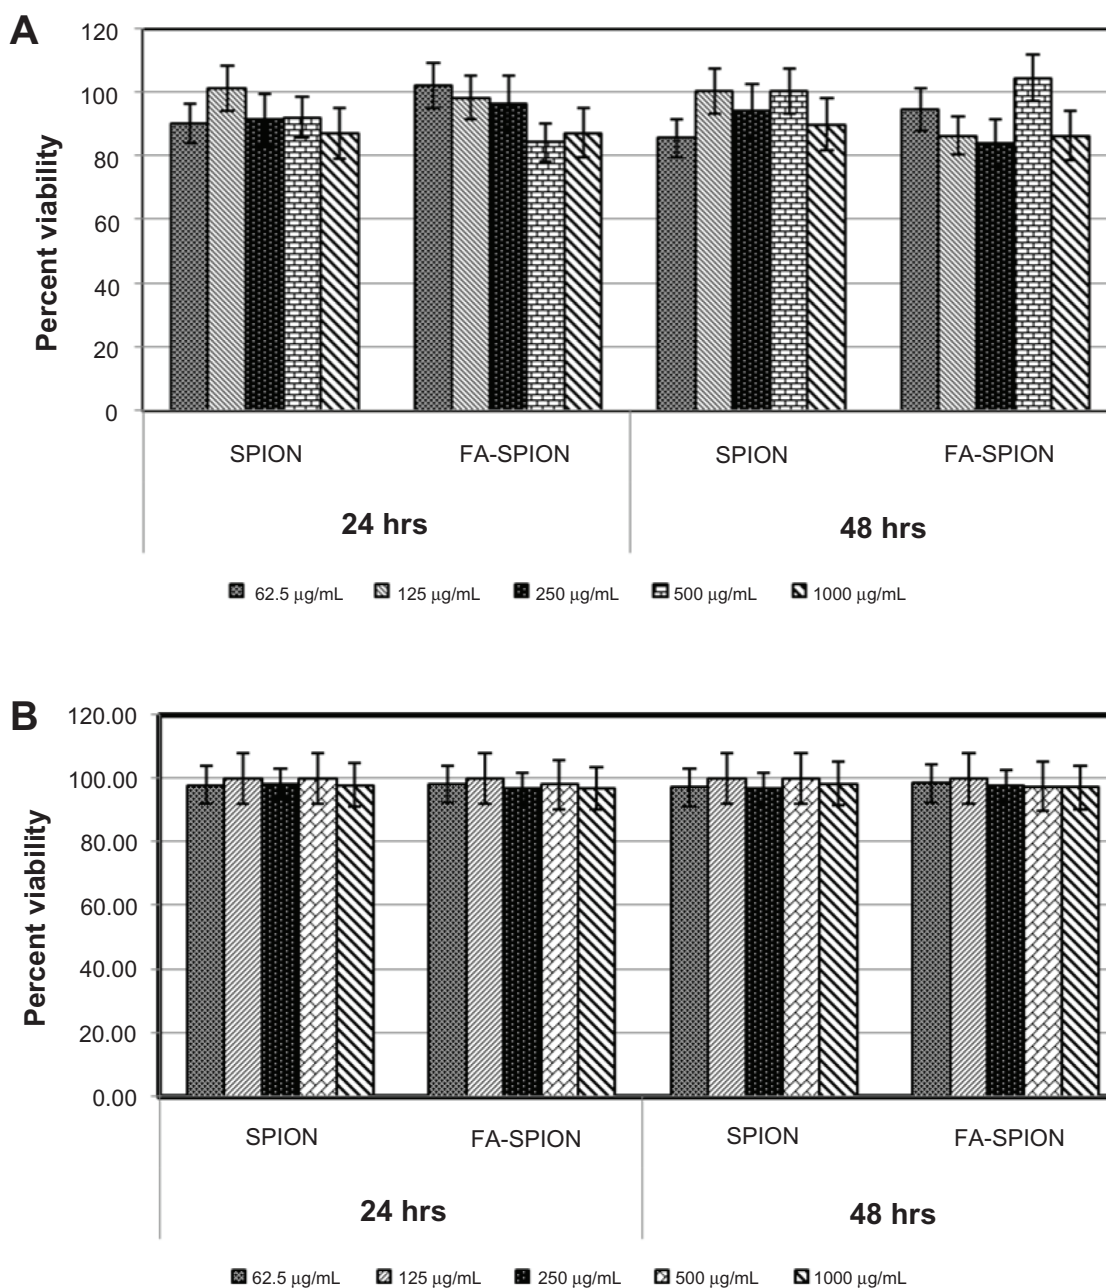 A
120
100
80
60
40
20
0
Percent viability
SPION FA-SPION SPION FA-SPION
24 hrs 48 hrs
62.5 µg/mL 125 µg/mL 250 µg/mL 500 µg/mL 1000 µg/mL
B
120.00
100.00
80.00
60.00
40.00
20.00
0.00
Percent viability
SPION FA-SPION SPION FA-SPION
24 hrs 48 hrs
62.5 µg/mL 125 µg/mL 250 µg/mL 500 µg/mL 1000 µg/mL